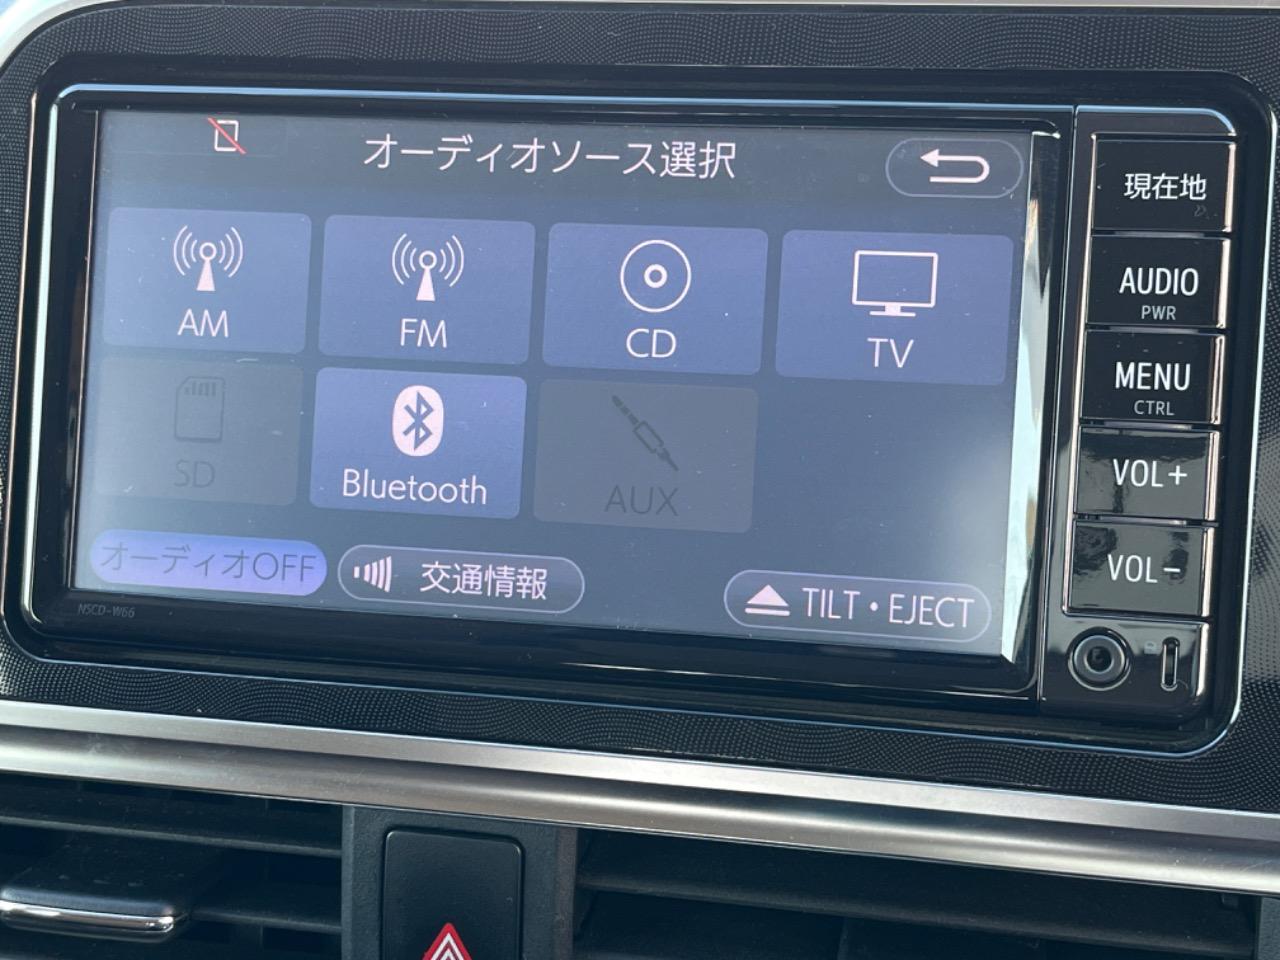 オーディオソース選択
AM
FM
CD
TV
SD
Bluetooth
AUX
オーディオOFF
交通情報
TILT・EJECT
NSCD-W66
現在地
AUDIO
PWR
MENU
CTRL
VOL+
VOL-